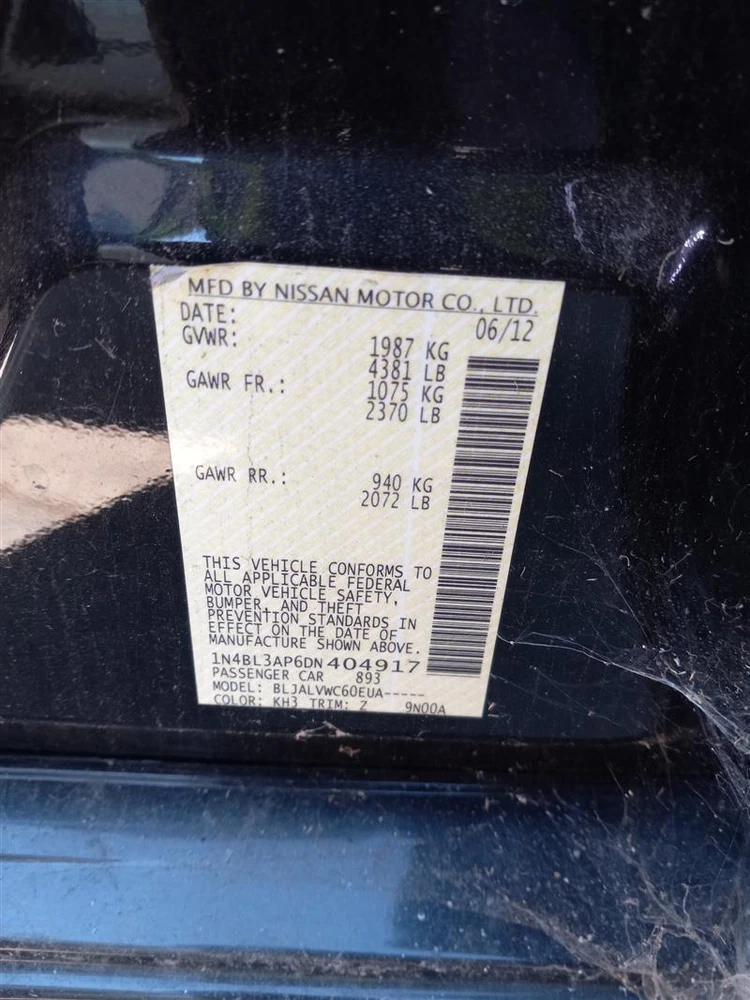 MFD BY NISSAN MOTOR CO., LTD.
DATE: 06/12
GVWR: 1987 KG
4381 LB
GAWR FR.: 1075 KG
2370 LB
GAWR RR.: 940 KG
2072 LB
THIS VEHICLE CONFORMS TO
ALL APPLICABLE FEDERAL
MOTOR VEHICLE SAFETY,
BUMPER, AND THEFT
PREVENTION STANDARDS IN
EFFECT ON THE DATE OF
MANUFACTURE SHOWN ABOVE.
1N4BL3AP6DN404917
PASSENGER CAR 893
MODEL: BLJALVWC60EUA-----
COLOR: KH3 TRIM: Z 9N00A